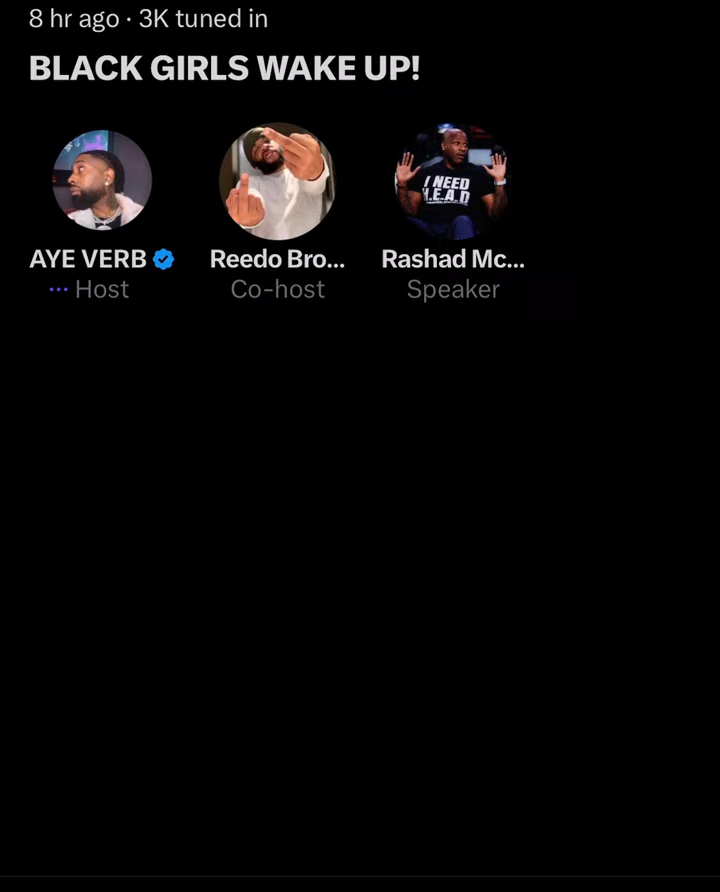 8 hr ago · 3K tuned in
BLACK GIRLS WAKE UP!
I NEED
H.E.A.D
AYE VERB Reedo Bro... Rashad Mc...
Host Co-host Speaker